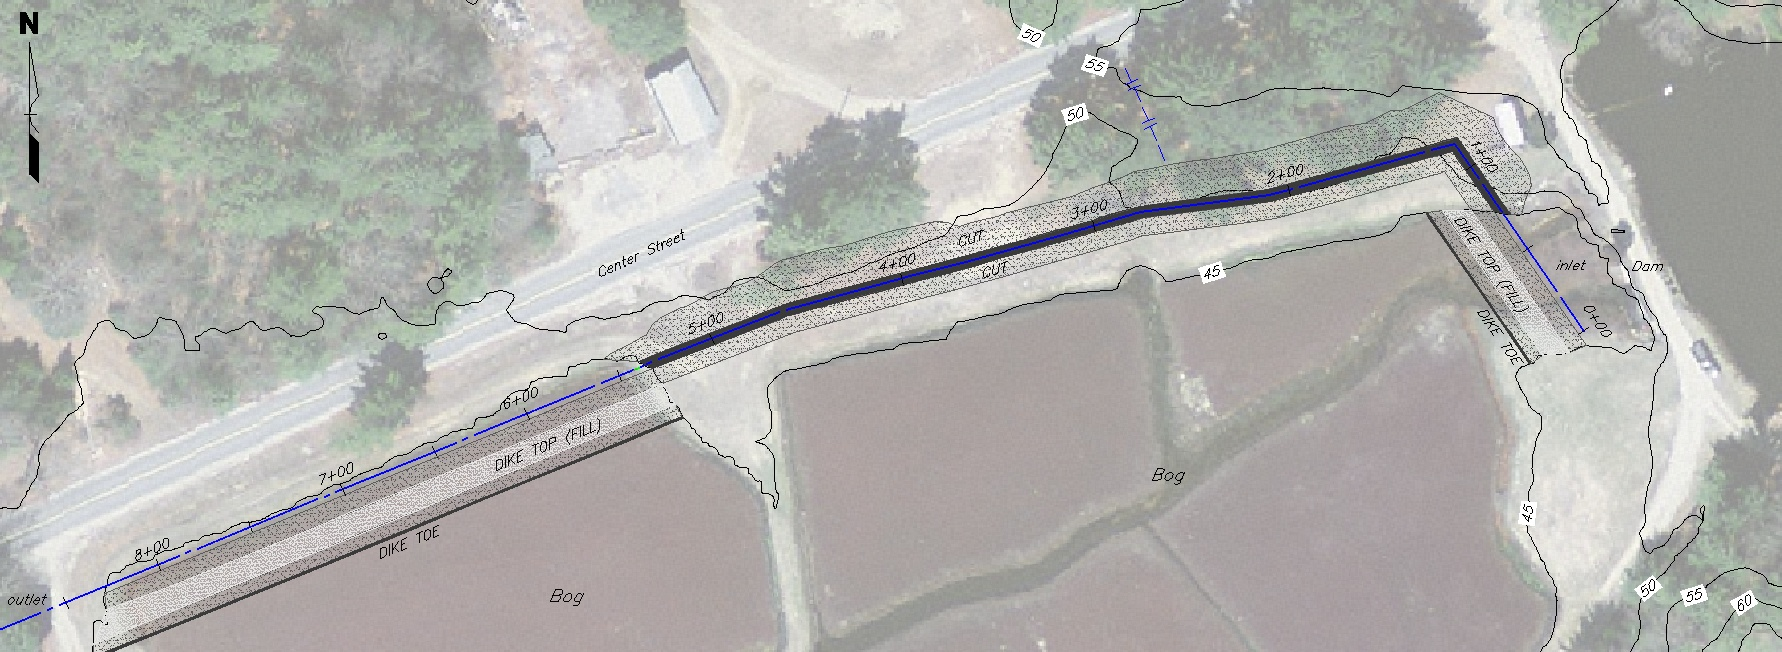 N
50
55
50
1+00
2+00
3+00
CUT
Center Street
4+00
CUT
45
DIKE TOP (FILL)
inlet
Dam
0+00
5+00
DIKE TOE
6+00
DIKE TOP (FILL)
7+00
Bog
45
8+00
DIKE TOE
outlet
Bog
50
55
60